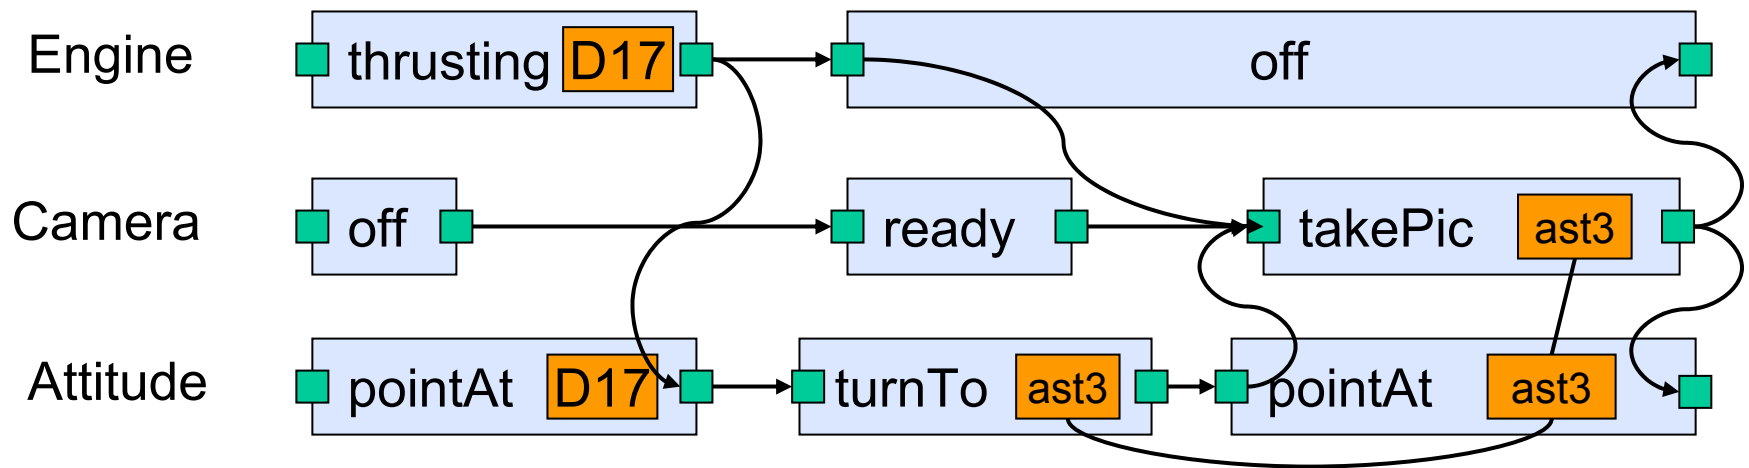 Engine thrusting D17 off
Camera off ready takePic ast3
Attitude pointAt D17 turnTo ast3 pointAt ast3